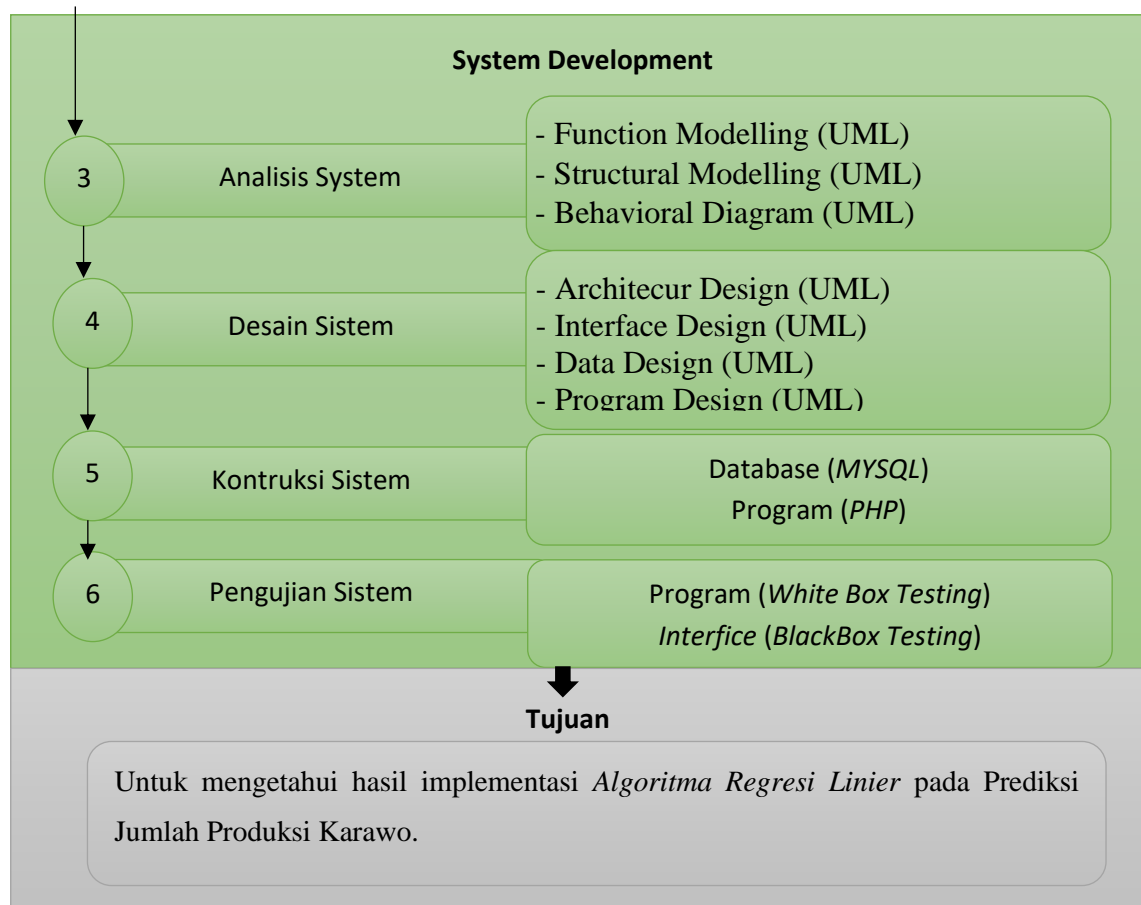 System Development
3
Analisis System
- Function Modelling (UML)
- Structural Modelling (UML)
- Behavioral Diagram (UML)
4
Desain Sistem
- Architecur Design (UML)
- Interface Design (UML)
- Data Design (UML)
- Program Design (UML)
5
Kontruksi Sistem
Database (MYSQL)
Program (PHP)
6
Pengujian Sistem
Program (White Box Testing)
Interfice (BlackBox Testing)
Tujuan
Untuk mengetahui hasil implementasi Algoritma Regresi Linier pada Prediksi
Jumlah Produksi Karawo.